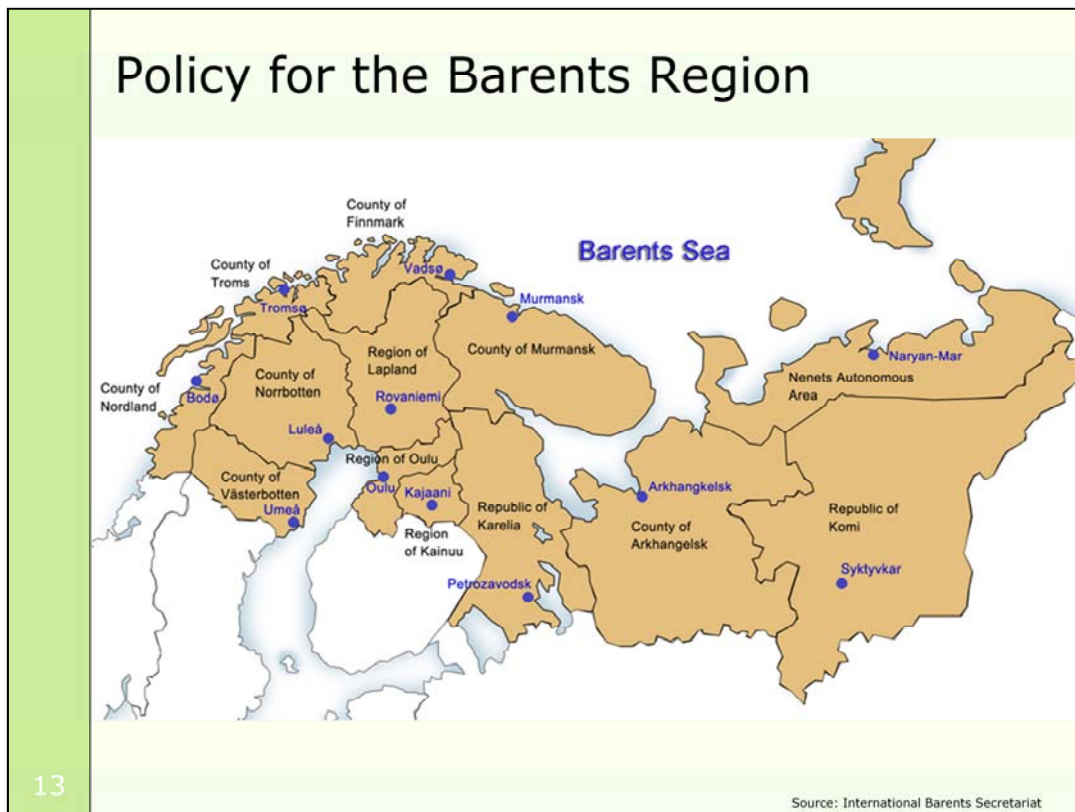 Policy for the Barents Region
County of
Finnmark
Barents Sea
County of
Troms
Vadsø
Tromsø
Murmansk
County of Murmansk
Region of
Lapland
Naryan-Mar
Nenets Autonomous
Area
County of
Nordland
Bodø
County of
Norrbotten
Rovaniemi
Luleå
Region of Oulu
County of
Västerbotten
Oulu
Kajaani
Umeå
Region
of Kainuu
Republic of
Karelia
Arkhangkelsk
County of
Arkhangelsk
Republic of
Komi
Syktyvkar
Petrozavodsk
13
Source: International Barents Secretariat